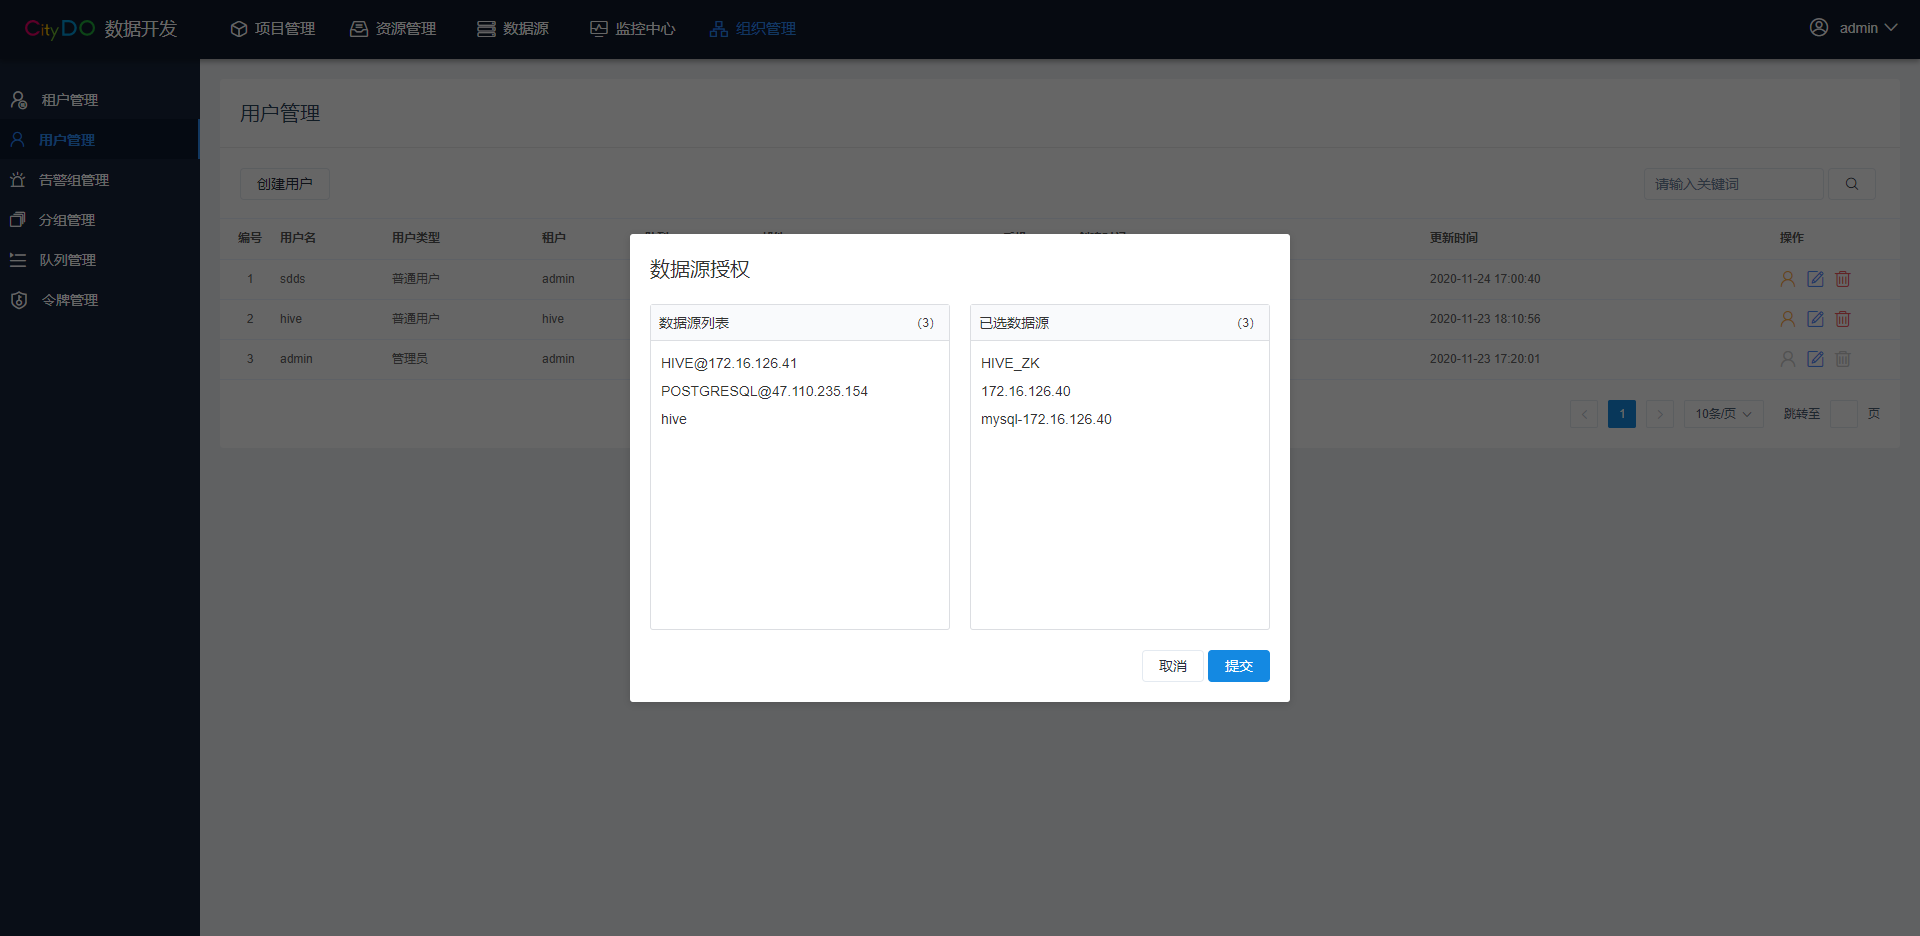 CityDO 数据开发 项目管理 资源管理 数据源 监控中心 组织管理 admin
租户管理
用户管理
告警组管理
分组管理
队列管理
令牌管理
用户管理
创建用户 请输入关键词
编号 用户名 用户类型 租户 更新时间 操作
1 sdds 普通用户 admin 2020-11-24 17:00:40
2 hive 普通用户 hive 2020-11-23 18:10:56
3 admin 管理员 admin 2020-11-23 17:20:01
1 10条/页 跳转至 页
数据源授权
数据源列表 (3)
HIVE@172.16.126.41
POSTGRESQL@47.110.235.154
hive
已选数据源 (3)
HIVE_ZK
172.16.126.40
mysql-172.16.126.40
取消 提交